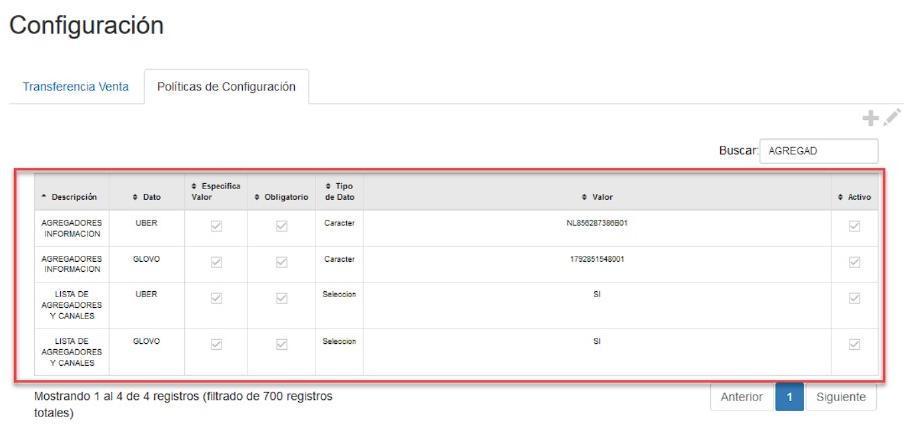 Configuración
Transferencia Venta
Políticas de Configuración
Buscar: AGREGAD
Descripción
Dato
Especifica
Valor
Obligatorio
Tipo
de Dato
Valor
Activo
AGREGADORES
INFORMACION
UBER
Caracter
NL856287386B01
AGREGADORES
INFORMACION
GLOVO
Caracter
1792851548001
LISTA DE
AGREGADORES
Y CANALES
UBER
Seleccion
SI
LISTA DE
AGREGADORES
Y CANALES
GLOVO
Seleccion
SI
Mostrando 1 al 4 de 4 registros (filtrado de 700 registros
totales)
Anterior
1
Siguiente